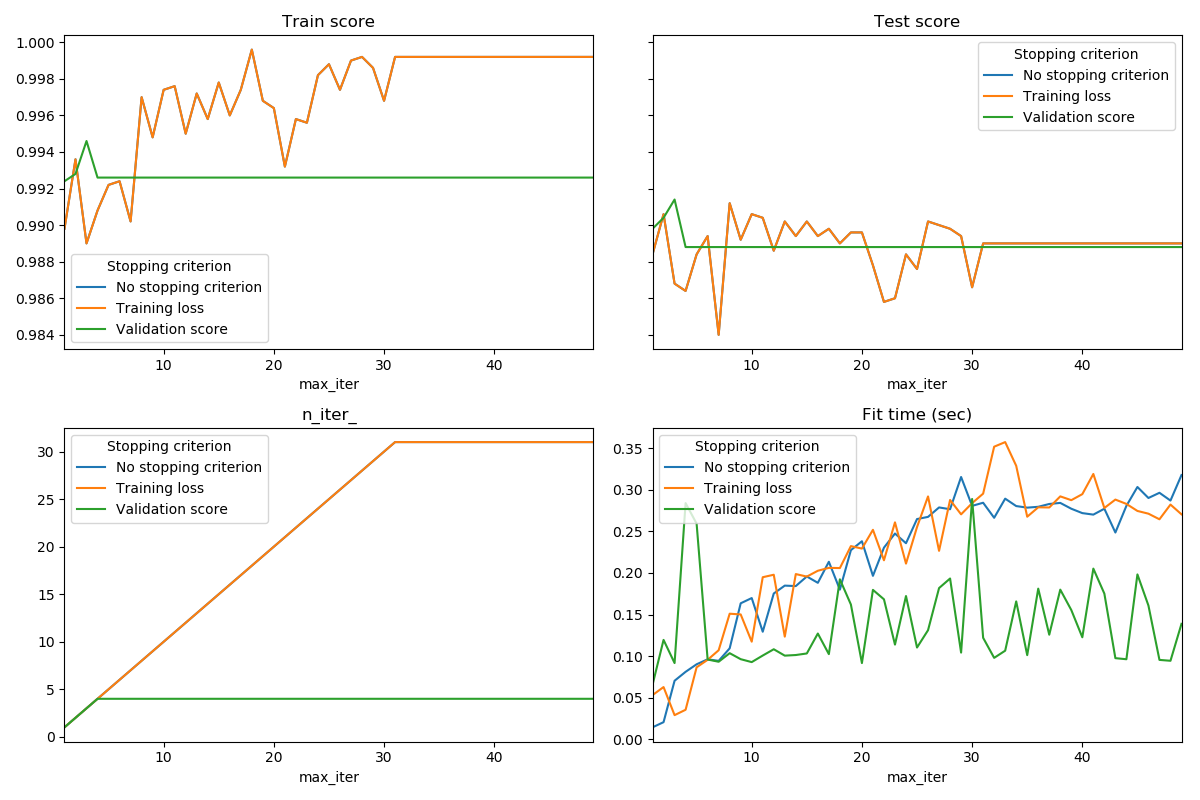 Train score
1.000
0.998
0.996
0.994
0.992
0.990
0.988
0.986
0.984
Stopping criterion
No stopping criterion
Training loss
Validation score
10
20
30
40
max_iter
Test score
Stopping criterion
No stopping criterion
Training loss
Validation score
10
20
30
40
max_iter
n_iter_
30
25
20
15
10
5
0
Stopping criterion
No stopping criterion
Training loss
Validation score
10
20
30
40
max_iter
Fit time (sec)
0.35
0.30
0.25
0.20
0.15
0.10
0.05
0.00
Stopping criterion
No stopping criterion
Training loss
Validation score
10
20
30
40
max_iter